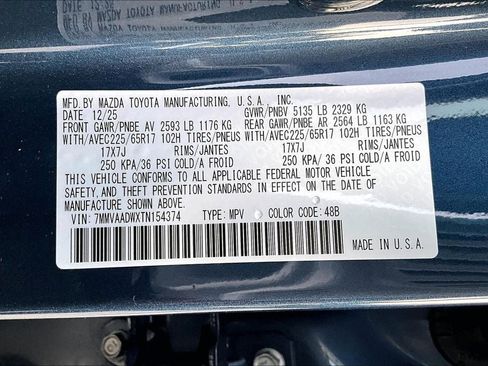 MFD.BY MAZDA TOYOTA MANUFACTURING. U.S.A., INC.
12/25 GVWR/PNBV 5135 LB 2329 KG
FRONT GAWR/PNBE AV 2593 LB 1176 KG REAR GAWR/PNBE AR 2564 LB 1163 KG
WITH/AVEC225/65R17 102H TIRES/PNEUS WITH/AVEC225/65R17 102H TIRES/PNEUS
17X7J RIMS/JANTES 17X7J RIMS/JANTES
250 KPA/ 36 PSI COLD/A FROID 250 KPA/ 36 PSI COLD/A FROID
THIS VEHICLE CONFORMS TO ALL APPLICABLE FEDERAL MOTOR VEHICLE
SAFETY, BUMPER, AND THEFT PREVENTION STANDARDS IN EFFECT ON THE DATE OF
MANUFACTURE SHOWN ABOVE.
VIN: 7MMVAADWXTN154374 TYPE: MPV COLOR CODE: 48B
MADE IN U.S.A.